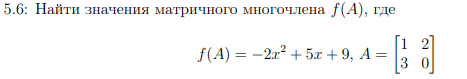 5.6: Найти значения матричного многочлена f(A), где
f(A) = −2x² + 5x + 9, A = [1 2
3 0]